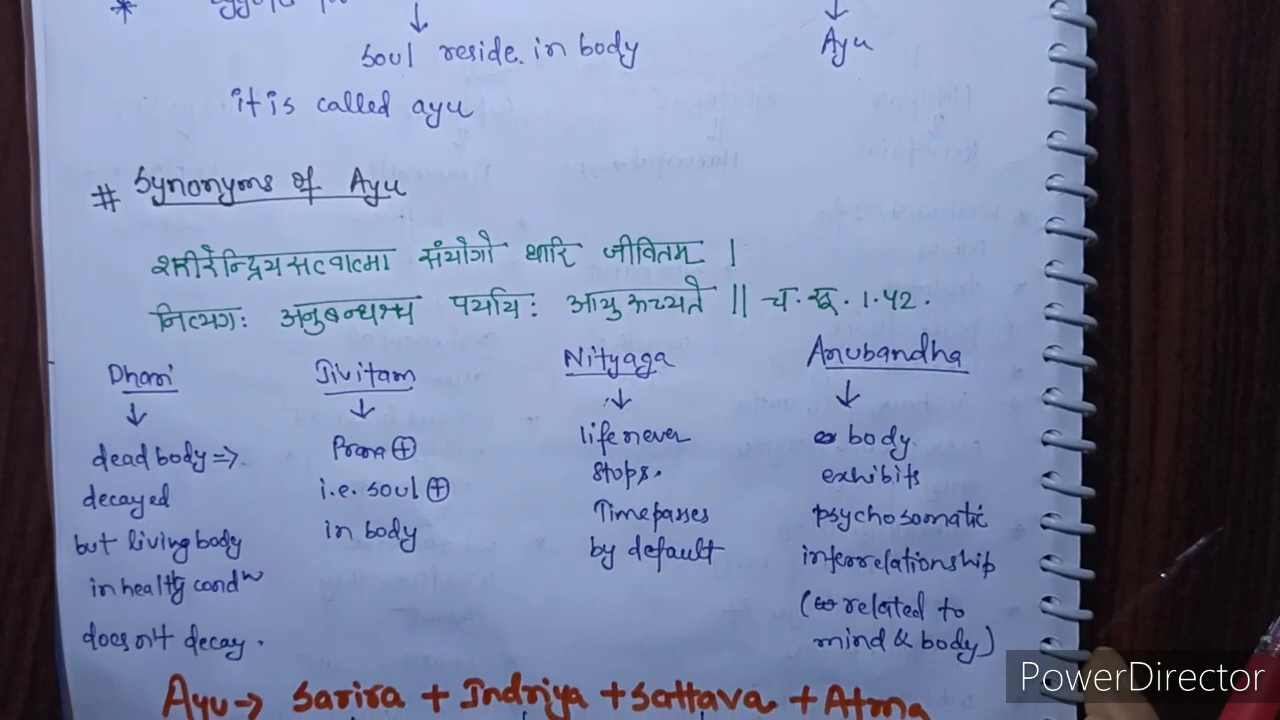 *
soul reside in body
Ayu
it is called ayu
# Synonyms of Ayu
शरीरेन्द्रियसत्वात्मा संयोगो धारि जीवितम् |
नित्यगः अनुबन्धश्च पर्यायैः आयुरुच्यते || च. सू. 1.42.
Dhari
Jivitam
Nityaga
Anubandha
dead body ⇒
decayed
but living body
in healty condn
doesn't decay.
Prana ⊕
i.e. soul ⊕
in body
life never
stops.
Time passes
by default
body
exhibits
psychosomatic
interrelationship
(related to
mind & body)
Ayu → Sarira + Indriya + Sattava + Atma
PowerDirector